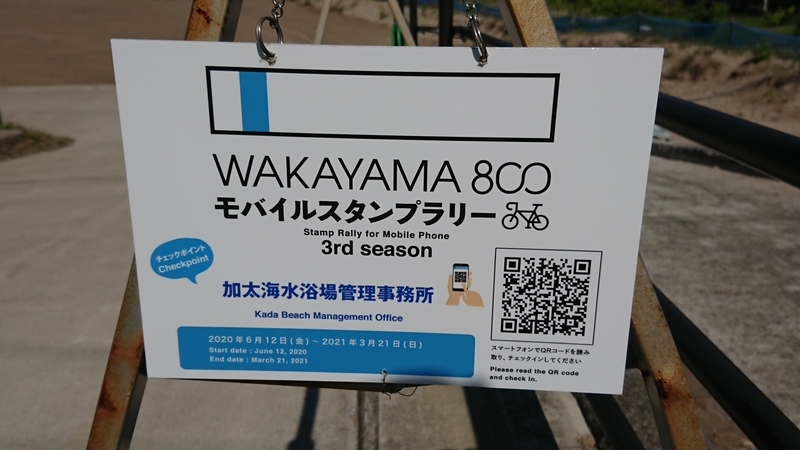 WAKAYAMA 800
モバイルスタンプラリー
Stamp Rally for Mobile Phone
3rd season
チェックポイント
Checkpoint
加太海水浴場管理事務所
Kada Beach Management Office
2020年6月12日(金)～2021年3月21日(日)
Start date : June 12, 2020
End date : March 21, 2021
スマートフォンでQRコードを読み
取り、チェックインしてください
Please read the QR code
and check in.